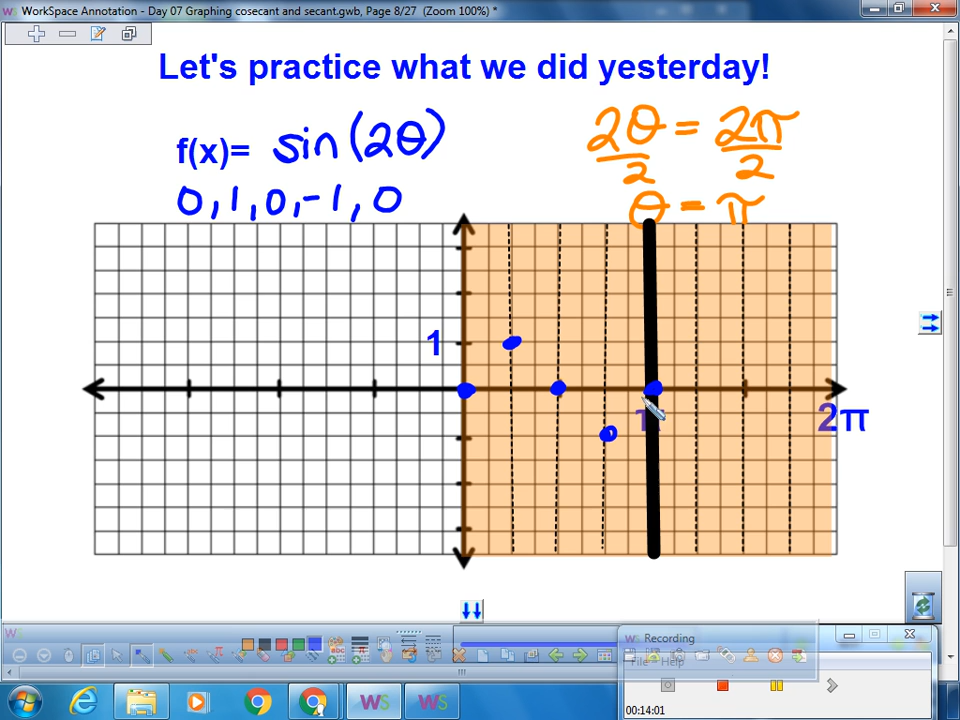 WorkSpace Annotation - Day 07 Graphing cosecant and secant.gwb, Page 8/27 (Zoom 100%) *
Let's practice what we did yesterday!
f(x)= sin(2θ)
0, 1, 0, -1, 0
2θ = 2π
2 2
θ = π
1
π
2π
Recording
File Help
00:14:01
WS WS